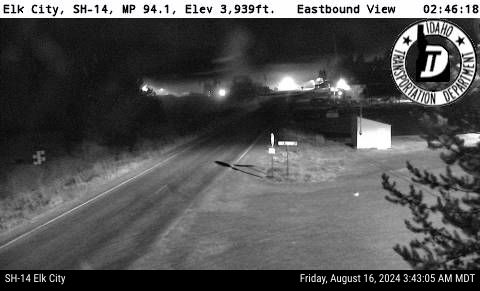 Elk City, SH-14, MP 94.1, Elev 3,939ft. Eastbound View 02:46:18
IDAHO
TRANSPORTATION DEPARTMENT
SH-14 Elk City Friday, August 16, 2024 3:43:05 AM MDT